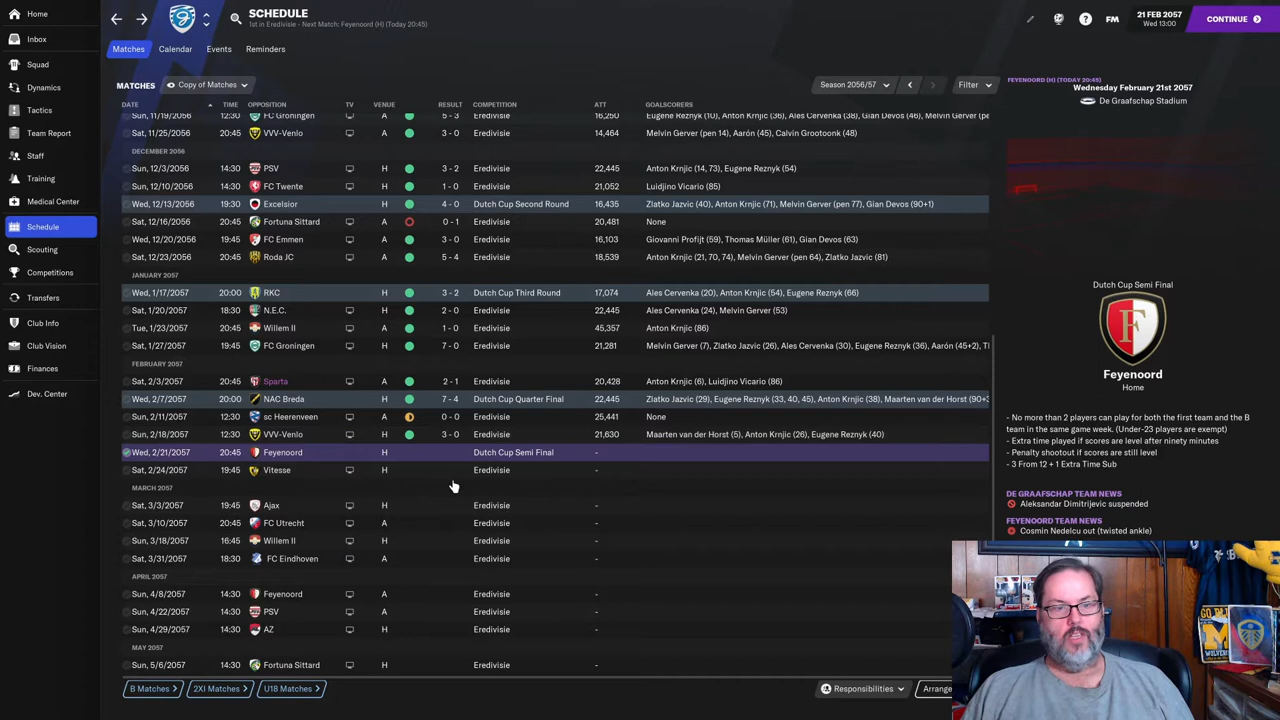 Home
Inbox
Squad
Dynamics
Tactics
Team Report
Staff
Training
Medical Center
Schedule
Scouting
Competitions
Transfers
Club Info
Club Vision
Finances
Dev. Center
SCHEDULE
1st in Eredivisie - Next Match: Feyenoord (H) (Today 20:45)
FM
21 FEB 2057
Wed 13:00
CONTINUE
Matches Calendar Events Reminders
MATCHES Copy of Matches Season 2056/57 Filter
DATE TIME OPPOSITION TV VENUE RESULT COMPETITION ATT GOALSCORERS
Sun, 11/19/2056 12:30 FC Groningen A 5 - 3 Eredivisie 16,250 Eugene Reznyk (10), Anton Krnjic (38), Ales Cervenka (38), Gian Devos (46), Melvin Gerver (pe
Sat, 11/25/2056 20:45 VVV-Venlo A 3 - 0 Eredivisie 14,464 Melvin Gerver (pen 14), Aarón (45), Calvin Grootoonk (48)
DECEMBER 2056
Sun, 12/3/2056 14:30 PSV H 3 - 2 Eredivisie 22,445 Anton Krnjic (14, 73), Eugene Reznyk (54)
Sun, 12/10/2056 14:30 FC Twente H 1 - 0 Eredivisie 21,052 Luidjino Vicario (85)
Wed, 12/13/2056 19:30 Excelsior H 4 - 0 Dutch Cup Second Round 16,435 Zlatko Jazvic (40), Anton Krnjic (71), Melvin Gerver (pen 77), Gian Devos (90+1)
Sat, 12/16/2056 20:45 Fortuna Sittard A 0 - 1 Eredivisie 20,481 None
Wed, 12/20/2056 19:45 FC Emmen A 3 - 0 Eredivisie 16,103 Giovanni Profijt (59), Thomas Müller (61), Gian Devos (63)
Sat, 12/23/2056 20:45 Roda JC A 5 - 4 Eredivisie 18,539 Anton Krnjic (21, 70, 74), Melvin Gerver (pen 64), Zlatko Jazvic (81)
JANUARY 2057
Wed, 1/17/2057 20:00 RKC H 3 - 2 Dutch Cup Third Round 17,074 Ales Cervenka (20), Anton Krnjic (54), Eugene Reznyk (66)
Sat, 1/20/2057 18:30 N.E.C. H 2 - 0 Eredivisie 22,445 Ales Cervenka (24), Melvin Gerver (53)
Tue, 1/23/2057 20:45 Willem II A 1 - 0 Eredivisie 45,357 Anton Krnjic (86)
Sat, 1/27/2057 19:45 FC Groningen H 7 - 0 Eredivisie 21,281 Melvin Gerver (7), Zlatko Jazvic (26), Ales Cervenka (30), Eugene Reznyk (36), Aarón (45+2), Tl
FEBRUARY 2057
Sat, 2/3/2057 20:45 Sparta A 2 - 1 Eredivisie 20,428 Anton Krnjic (6), Luidjino Vicario (86)
Wed, 2/7/2057 20:00 NAC Breda H 7 - 4 Dutch Cup Quarter Final 22,445 Zlatko Jazvic (29), Eugene Reznyk (33, 40, 45), Anton Krnjic (38), Maarten van der Horst (90+3
Sun, 2/11/2057 12:30 sc Heerenveen A 0 - 0 Eredivisie 25,441 None
Sun, 2/18/2057 12:30 VVV-Venlo H 3 - 0 Eredivisie 21,630 Maarten van der Horst (5), Anton Krnjic (26), Eugene Reznyk (40)
Wed, 2/21/2057 20:45 Feyenoord H Dutch Cup Semi Final -
Sat, 2/24/2057 19:45 Vitesse H Eredivisie -
MARCH 2057
Sat, 3/3/2057 19:45 Ajax H Eredivisie -
Sat, 3/10/2057 20:45 FC Utrecht A Eredivisie -
Sun, 3/18/2057 16:45 Willem II H Eredivisie -
Sat, 3/31/2057 18:30 FC Eindhoven A Eredivisie -
APRIL 2057
Sun, 4/8/2057 14:30 Feyenoord A Eredivisie -
Sun, 4/22/2057 14:30 PSV A Eredivisie -
Sun, 4/29/2057 14:30 AZ H Eredivisie -
MAY 2057
Sun, 5/6/2057 14:30 Fortuna Sittard H Eredivisie -
B Matches 2XI Matches U18 Matches Responsibilities Arrange
FEYENOORD (H) (TODAY 20:45)
Wednesday February 21st 2057
De Graafschap Stadium
Dutch Cup Semi Final
Feyenoord
Home
- No more than 2 players can play for both the first team and the B
team in the same game week. (Under-23 players are exempt)
- Extra time played if scores are level after ninety minutes
- Penalty shootout if scores are still level
- 3 From 12 + 1 Extra Time Sub
DE GRAAFSCHAP TEAM NEWS
Aleksandar Dimitrijevic suspended
FEYENOORD TEAM NEWS
Cosmin Nedelcu out (twisted ankle)